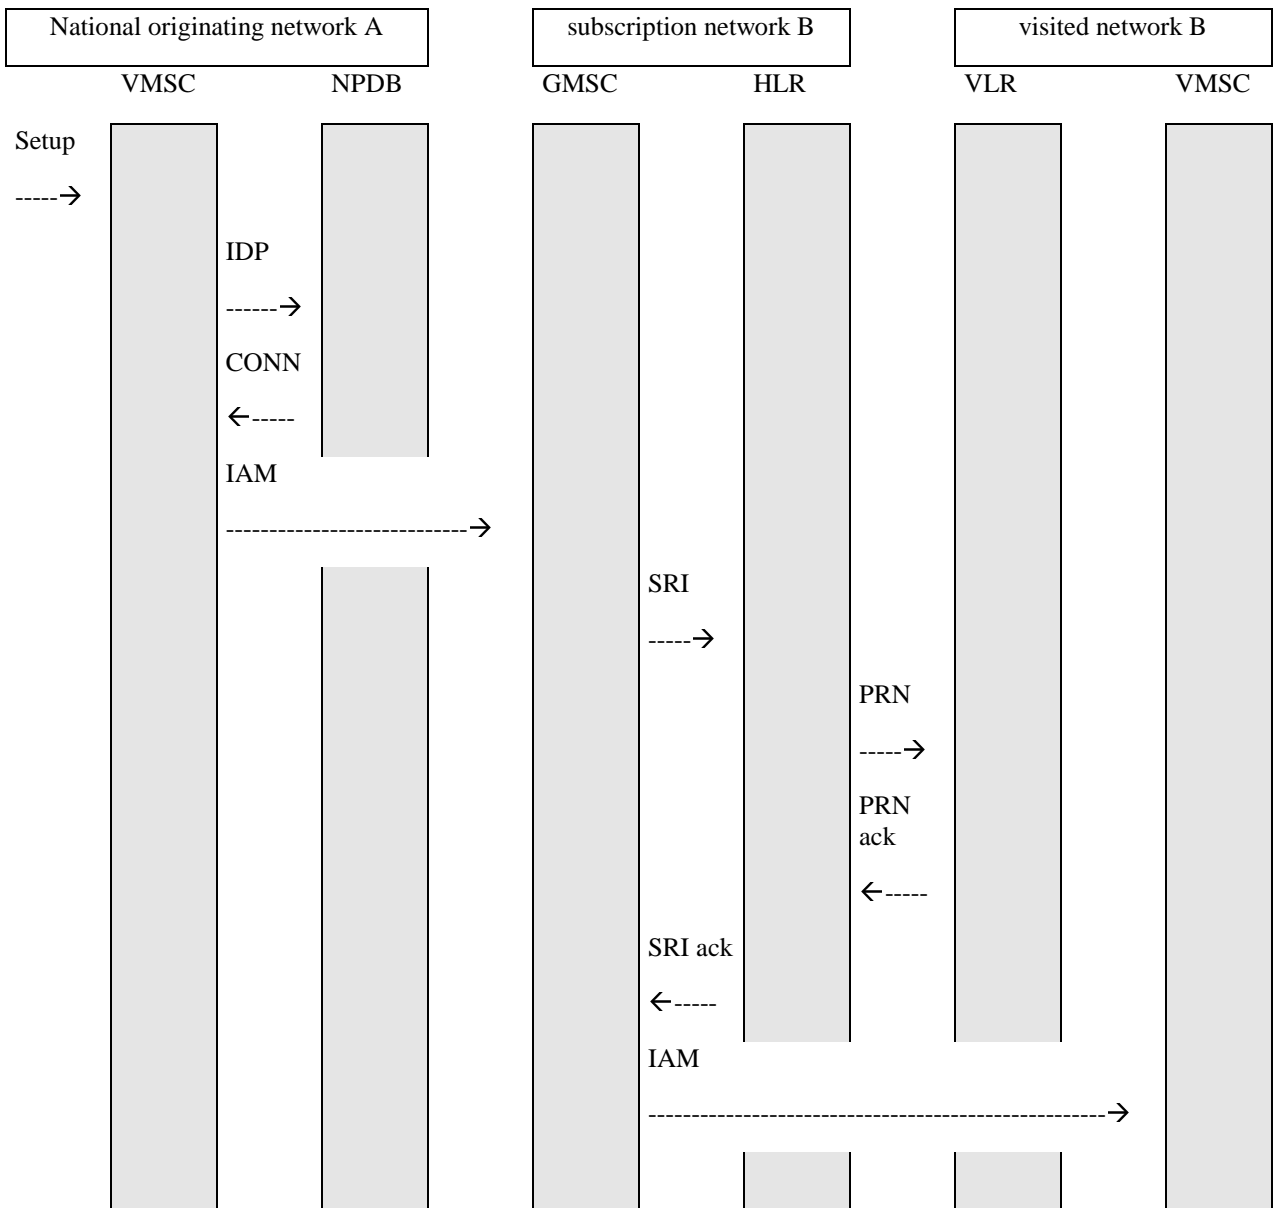 National originating network A
subscription network B
visited network B
VMSC
NPDB
GMSC
HLR
VLR
VMSC
Setup
-----→
IDP
------→
CONN
←-----
IAM
----------------------------→
SRI
-----→
PRN
-----→
PRN
ack
←-----
SRI ack
←-----
IAM
-----------------------------------------------------→